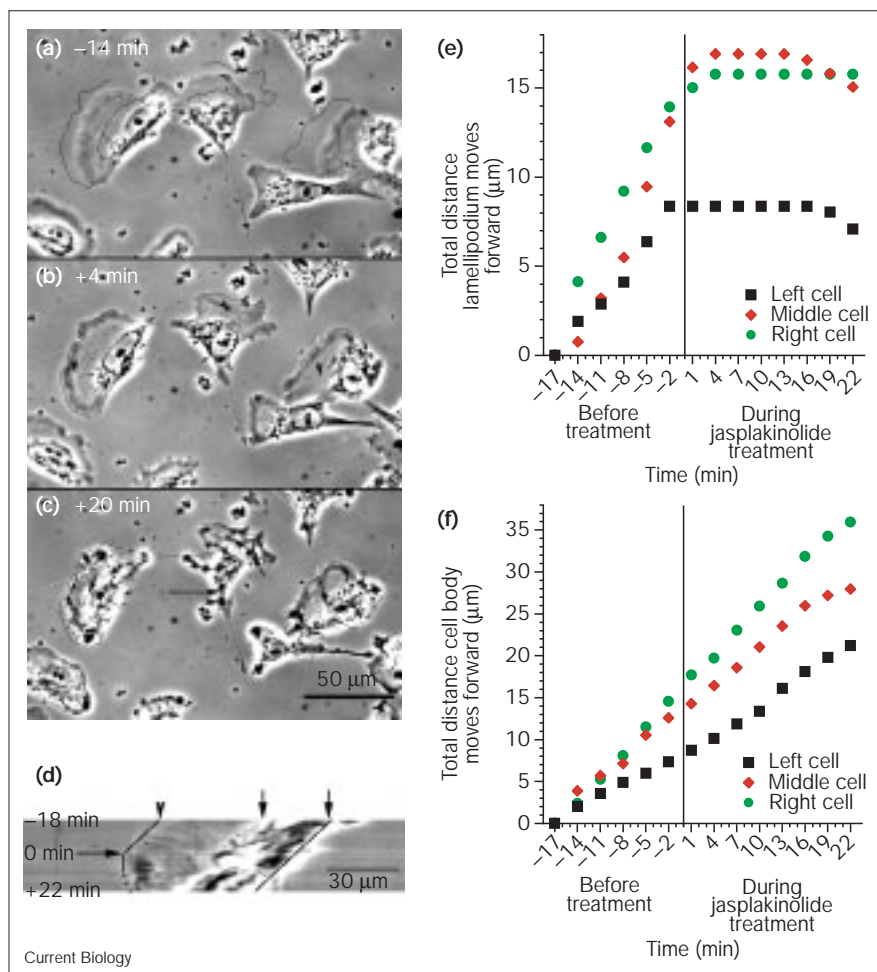 (a) –14 min
(b) +4 min
(c) +20 min
50 μm
(d)
–18 min
0 min
+22 min
30 μm
(e)
Total distance
lamellipodium moves
forward (μm)
15
10
5
0
Left cell
Middle cell
Right cell
–17 –14 –11 –8 –5 –2 1 4 7 10 13 16 19 22
Before
treatment
During
jasplakinolide
treatment
Time (min)
(f)
Total distance cell body
moves forward (μm)
35
30
25
20
15
10
5
0
Left cell
Middle cell
Right cell
–17 –14 –11 –8 –5 –2 1 4 7 10 13 16 19 22
Before
treatment
During
jasplakinolide
treatment
Time (min)
Current Biology